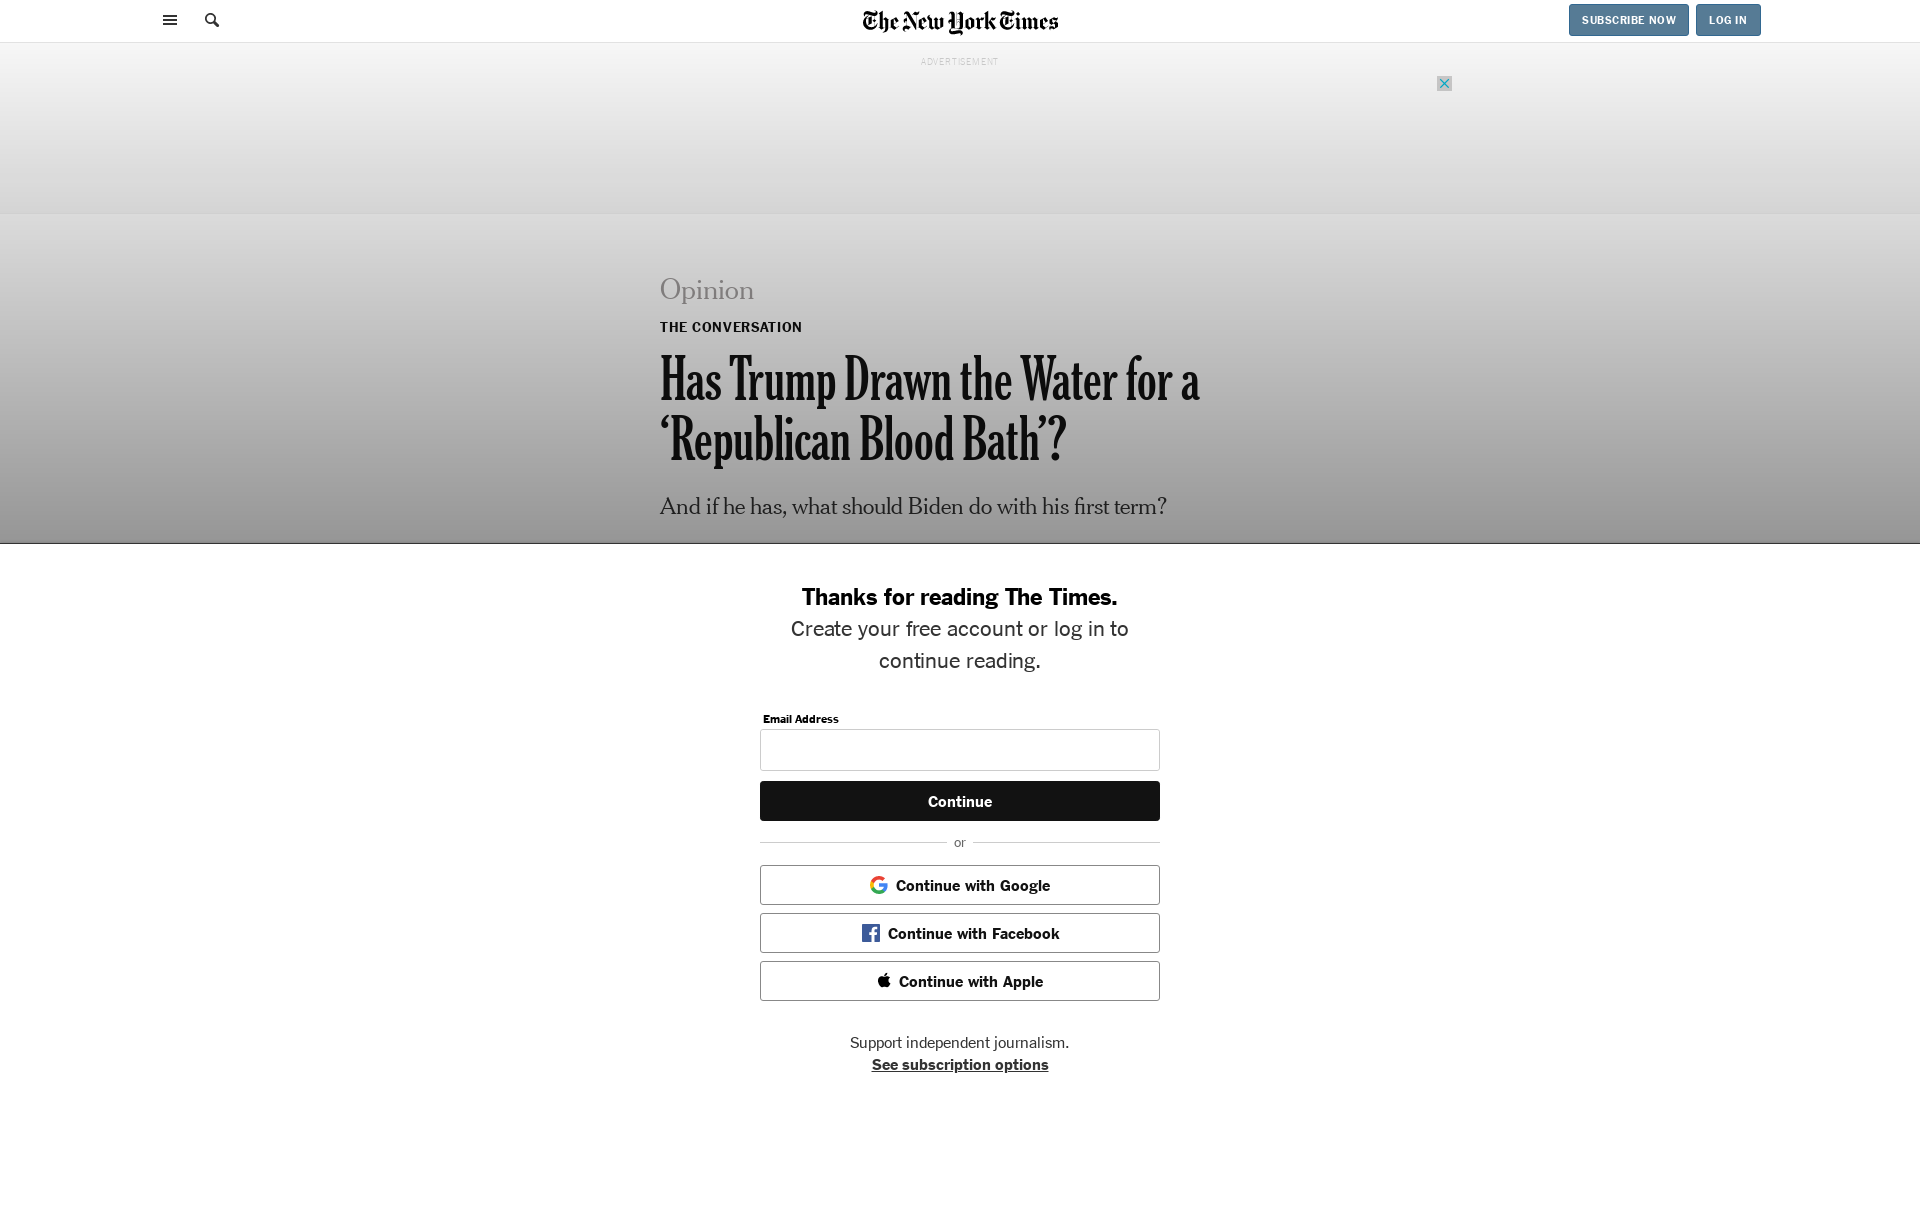 The New York Times
SUBSCRIBE NOW
LOG IN
ADVERTISEMENT
Opinion
THE CONVERSATION
Has Trump Drawn the Water for a
‘Republican Blood Bath’?
And if he has, what should Biden do with his first term?
Thanks for reading The Times.
Create your free account or log in to
continue reading.
Email Address
Continue
or
Continue with Google
Continue with Facebook
Continue with Apple
Support independent journalism.
See subscription options